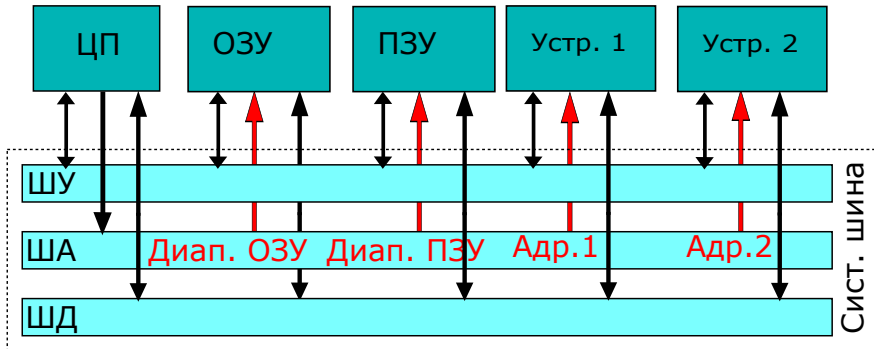 ЦП
ОЗУ
ПЗУ
Устр. 1
Устр. 2
ШУ
ША
Диап. ОЗУ
Диап. ПЗУ
Адр.1
Адр.2
ШД
Сист. шина